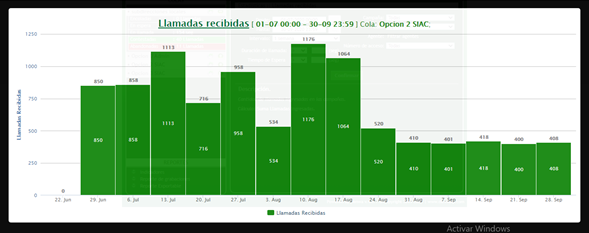 Llamadas recibidas [ 01-07 00:00 - 30-09 23:59 ] Cola: Opcion 2 SIAC;
Llamadas Recibidas
1250
1000
750
500
250
0
0 850 858 1113 716 958 534 1176 1064 520 410 401 418 400 408
850 858 1113 716 958 534 1176 1064 520 410 401 418 400 408
22. Jun 29. Jun 6. Jul 13. Jul 20. Jul 27. Jul 3. Aug 10. Aug 17. Aug 24. Aug 31. Aug 7. Sep 14. Sep 21. Sep 28. Sep
Llamadas Recibidas
Activar Windows